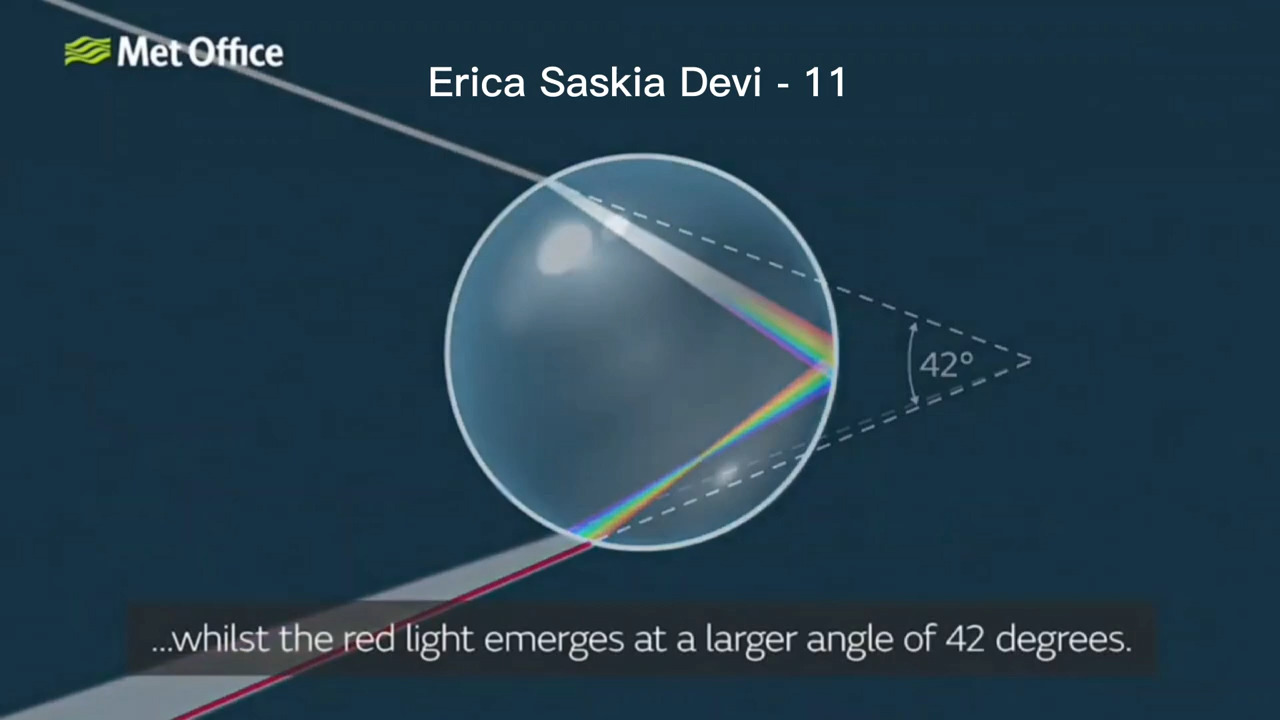 Met Office
Erica Saskia Devi - 11
42°
...whilst the red light emerges at a larger angle of 42 degrees.